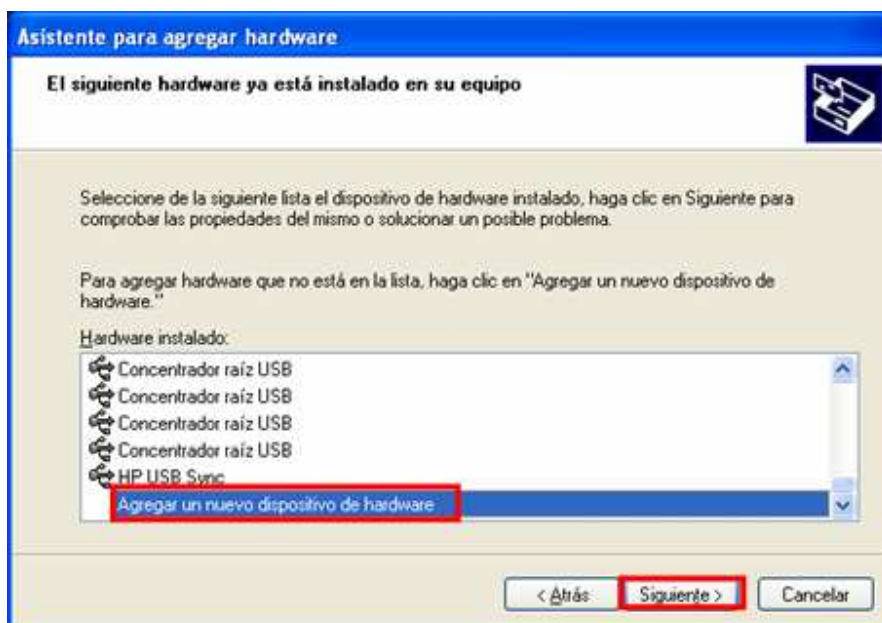 Asistente para agregar hardware
El siguiente hardware ya está instalado en su equipo
Seleccione de la siguiente lista el dispositivo de hardware instalado, haga clic en Siguiente para
comprobar las propiedades del mismo o solucionar un posible problema.
Para agregar hardware que no está en la lista, haga clic en "Agregar un nuevo dispositivo de
hardware."
Hardware instalado:
Concentrador raíz USB
Concentrador raíz USB
Concentrador raíz USB
Concentrador raíz USB
HP USB Sync
Agregar un nuevo dispositivo de hardware
< Atrás Siguiente > Cancelar